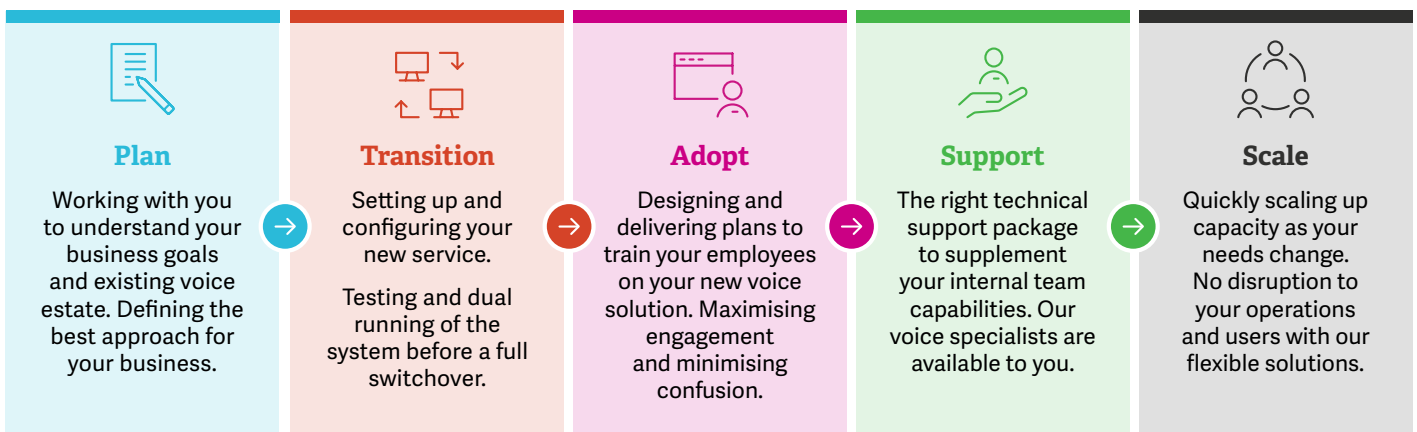 Plan
Working with you
to understand your
business goals
and existing voice
estate. Defining the
best approach for
your business.
Transition
Setting up and
configuring your
new service.
Testing and dual
running of the
system before a full
switchover.
Adopt
Designing and
delivering plans to
train your employees
on your new voice
solution. Maximising
engagement
and minimising
confusion.
Support
The right technical
support package
to supplement
your internal team
capabilities. Our
voice specialists are
available to you.
Scale
Quickly scaling up
capacity as your
needs change.
No disruption to
your operations
and users with our
flexible solutions.